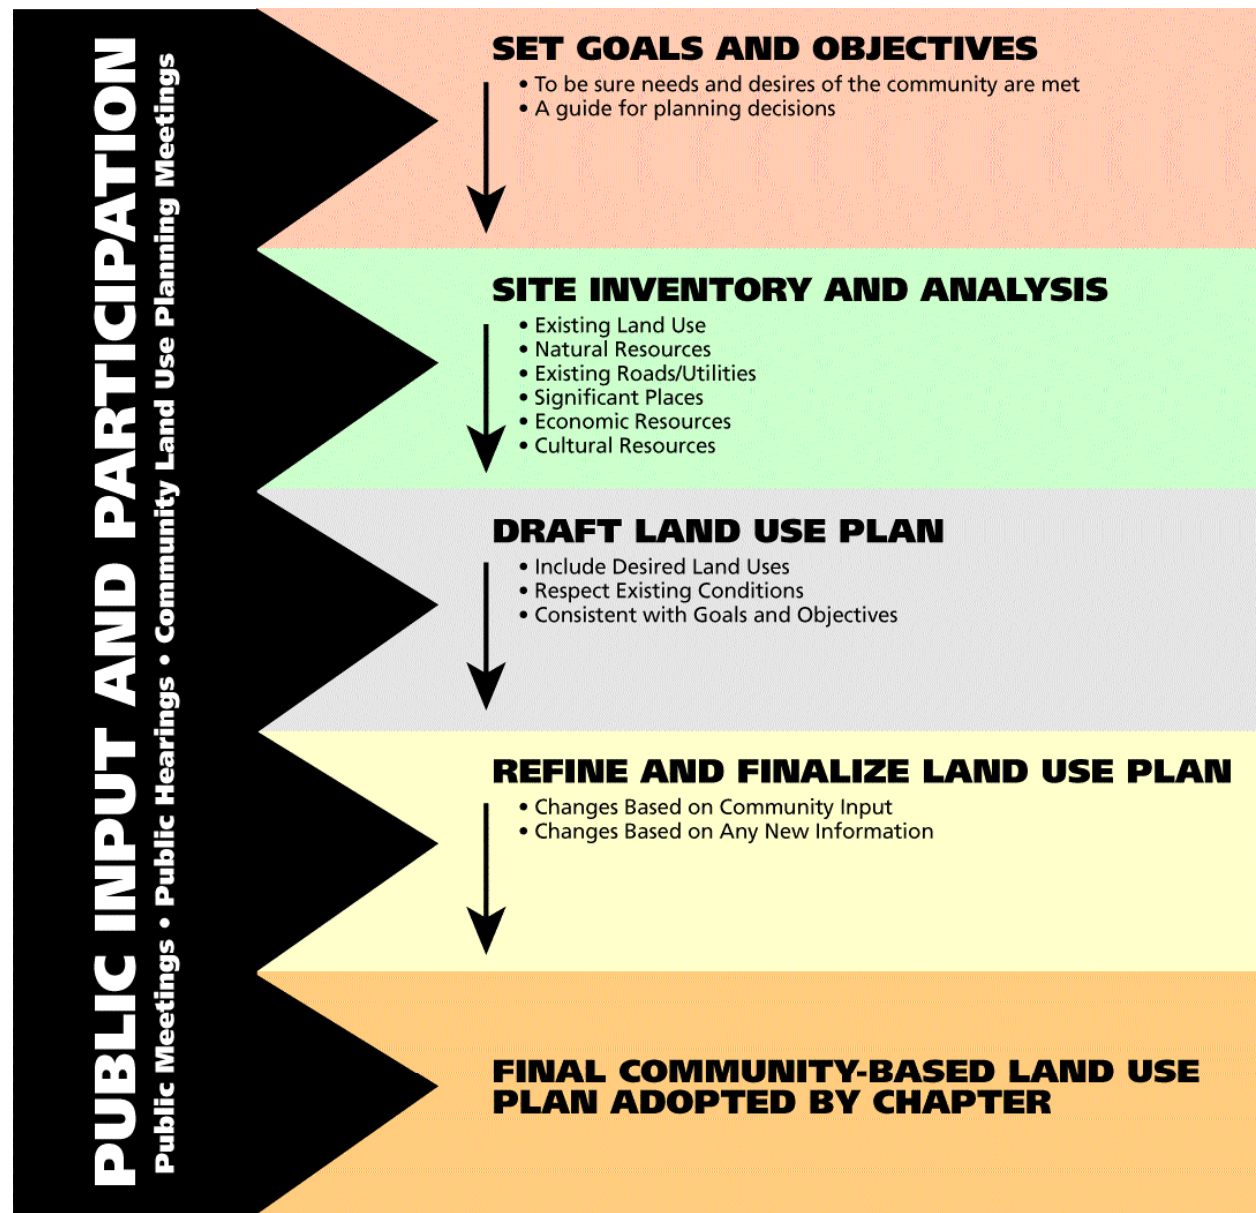 PUBLIC INPUT AND PARTICIPATION
Public Meetings • Public Hearings • Community Land Use Planning Meetings
SET GOALS AND OBJECTIVES
• To be sure needs and desires of the community are met
• A guide for planning decisions
SITE INVENTORY AND ANALYSIS
• Existing Land Use
• Natural Resources
• Existing Roads/Utilities
• Significant Places
• Economic Resources
• Cultural Resources
DRAFT LAND USE PLAN
• Include Desired Land Uses
• Respect Existing Conditions
• Consistent with Goals and Objectives
REFINE AND FINALIZE LAND USE PLAN
• Changes Based on Community Input
• Changes Based on Any New Information
FINAL COMMUNITY-BASED LAND USE
PLAN ADOPTED BY CHAPTER